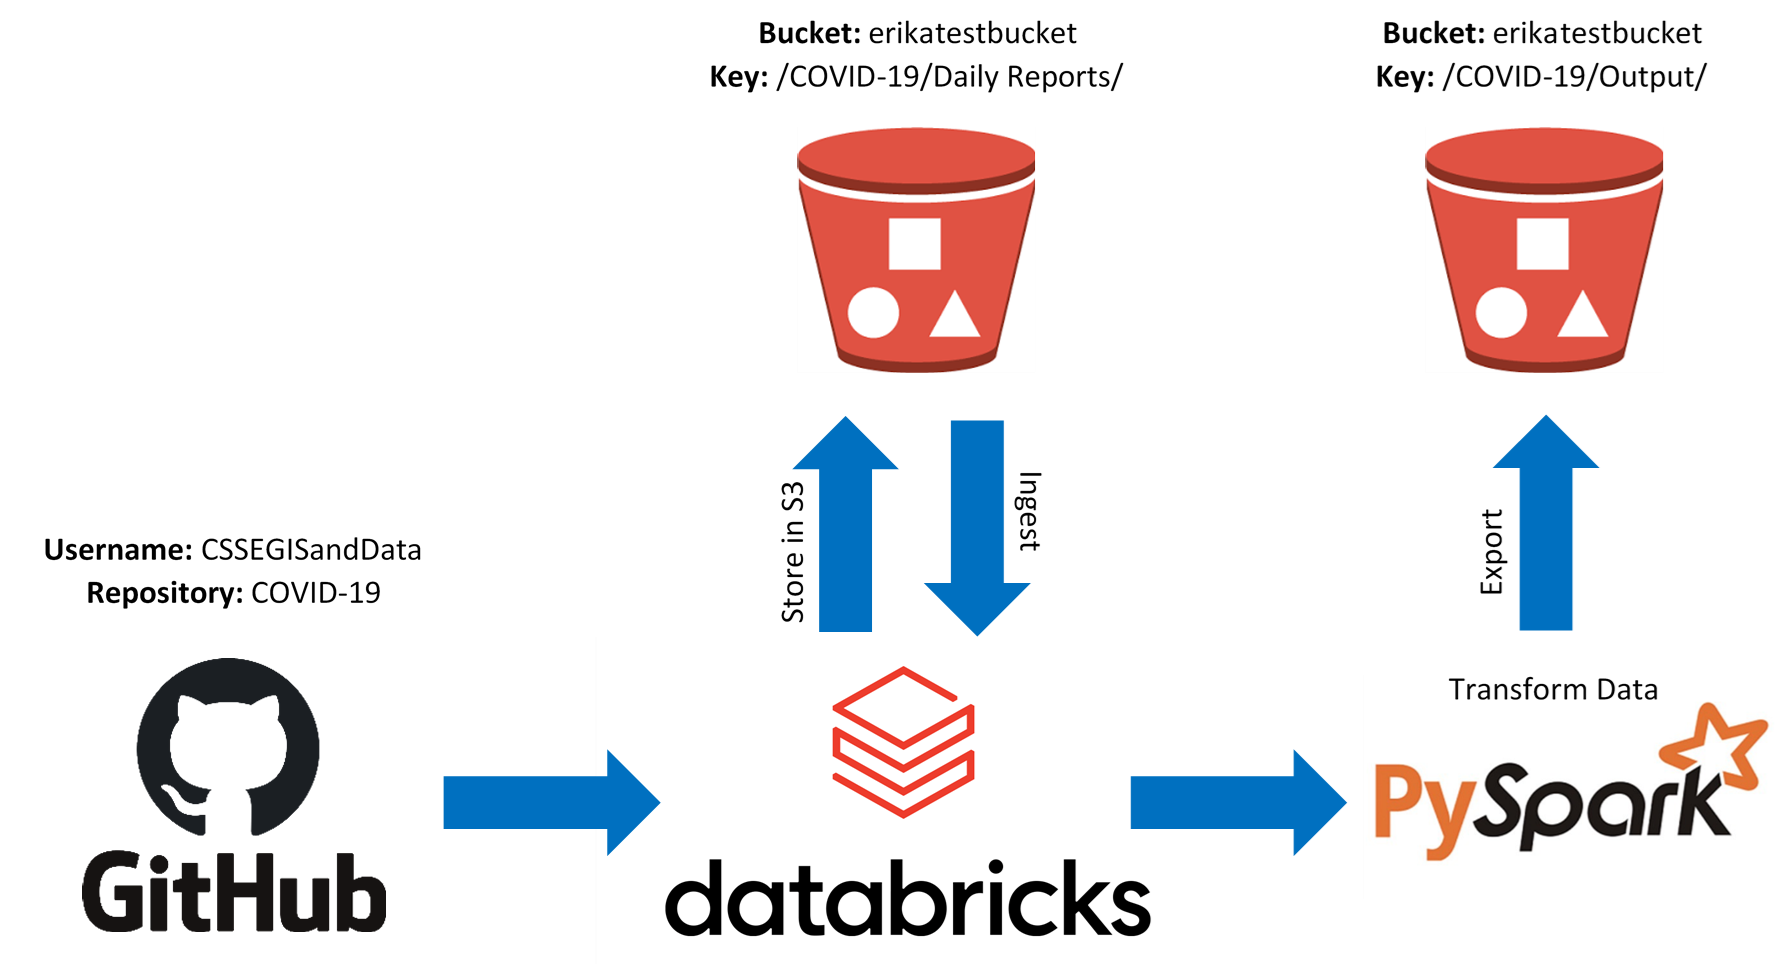 Bucket: erikatestbucket
Key: /COVID-19/Daily Reports/
Bucket: erikatestbucket
Key: /COVID-19/Output/
Store in S3
Ingest
Export
Username: CSSEGISandData
Repository: COVID-19
Transform Data
GitHub
databricks
PySpark